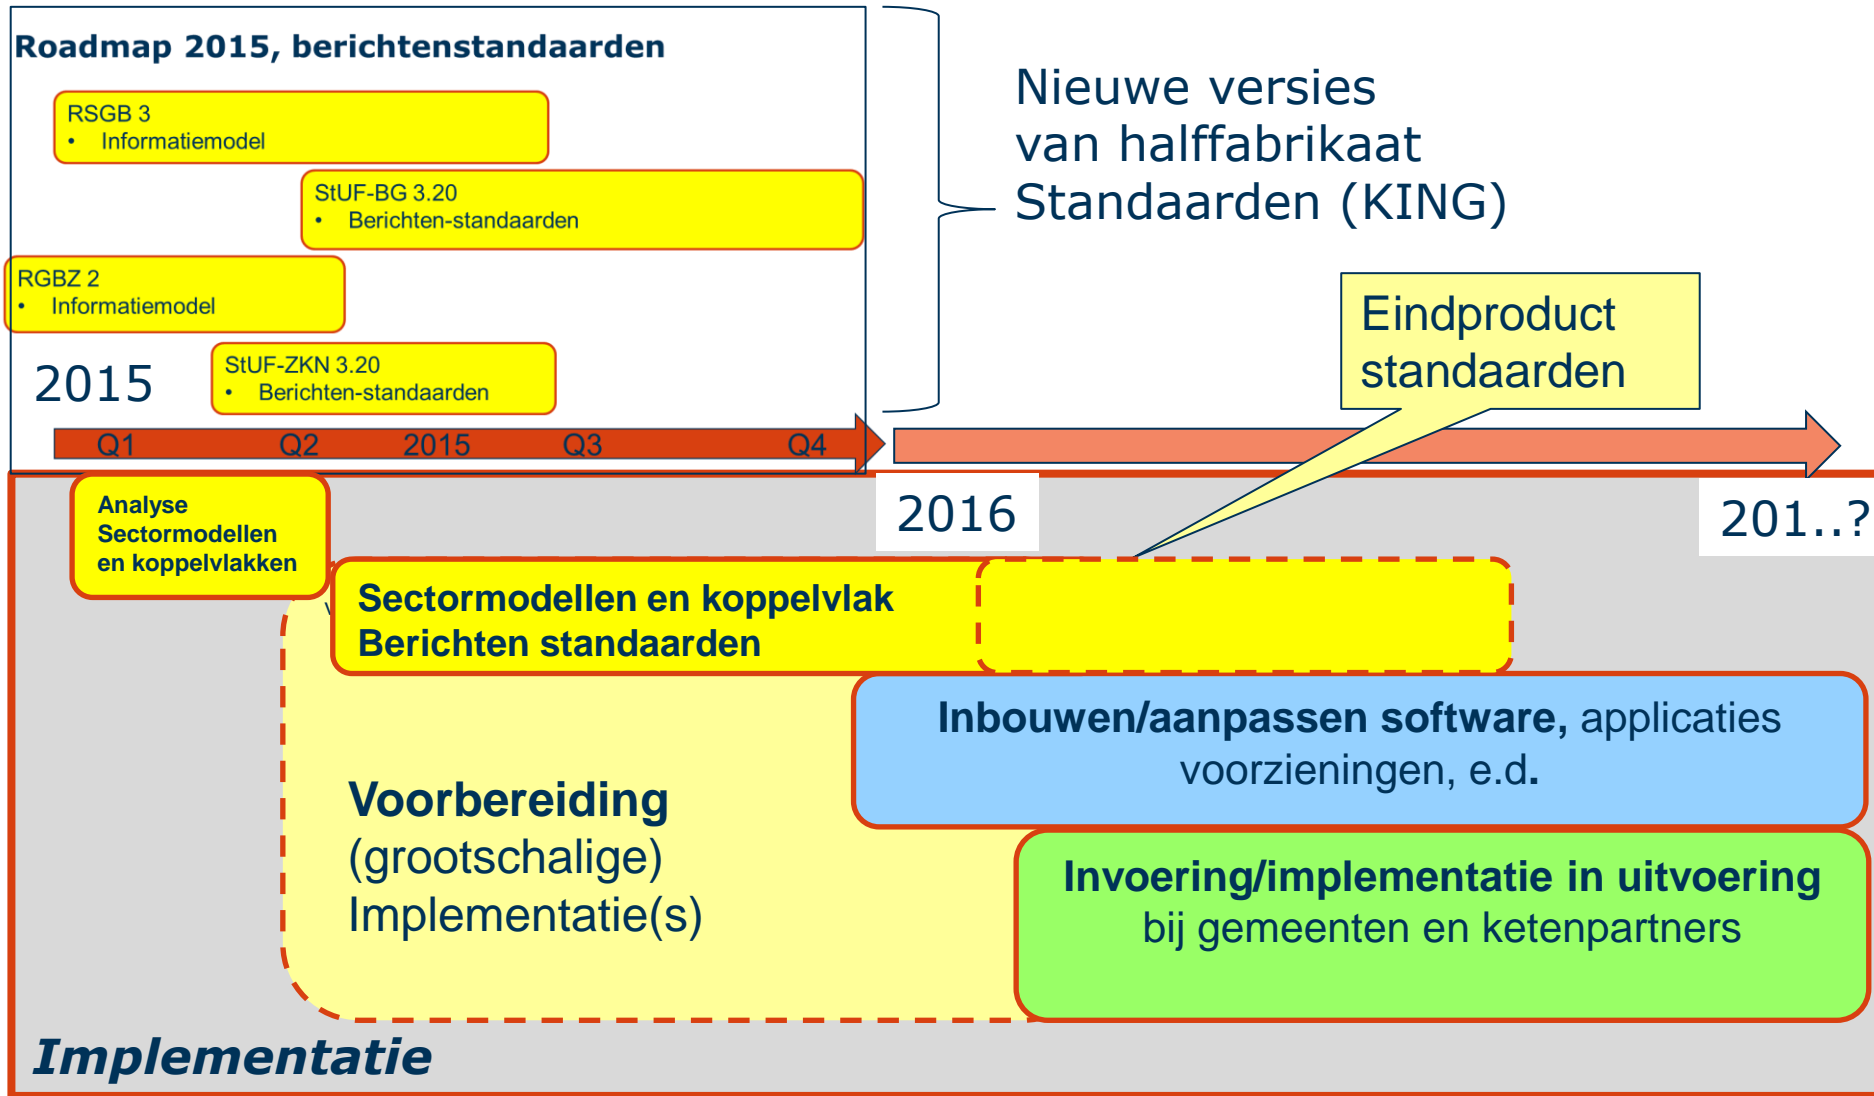 Roadmap 2015, berichtenstandaarden
RSGB 3
• Informatiemodel
StUF-BG 3.20
• Berichten-standaarden
RGBZ 2
• Informatiemodel
StUF-ZKN 3.20
• Berichten-standaarden
2015
Q1 Q2 2015 Q3 Q4
Nieuwe versies
van halffabrikaat
Standaarden (KING)
Eindproduct
standaarden
2016
201..?
Analyse
Sectormodellen
en koppelvlakken
Sectormodellen en koppelvlak
Berichten standaarden
Inbouwen/aanpassen software, applicaties
voorzieningen, e.d.
Voorbereiding
(grootschalige)
Implementatie(s)
Invoering/implementatie in uitvoering
bij gemeenten en ketenpartners
Implementatie